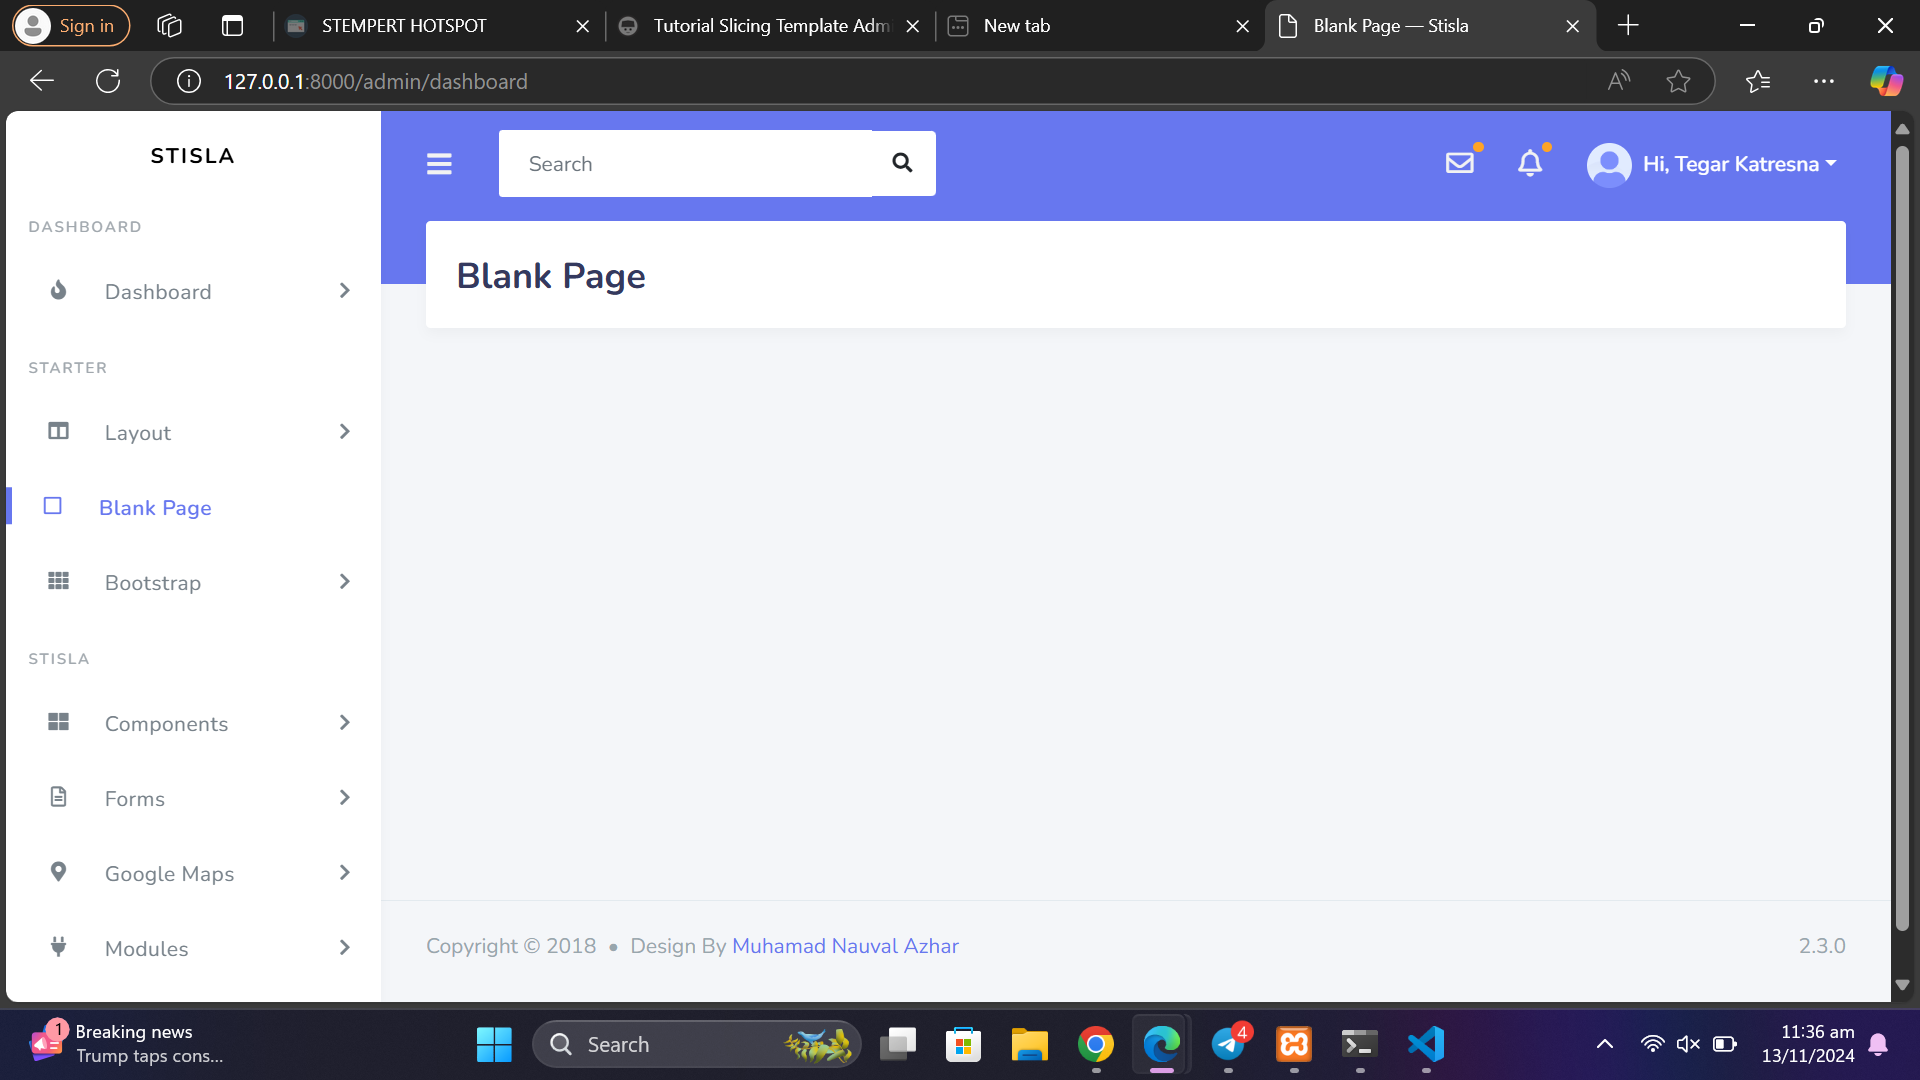 Sign in
STEMPERT HOTSPOT
Tutorial Slicing Template Adm
New tab
Blank Page — Stisla
127.0.0.1:8000/admin/dashboard
STISLA
Search
Hi, Tegar Katresna
DASHBOARD
Dashboard
Blank Page
STARTER
Layout
Blank Page
Bootstrap
STISLA
Components
Forms
Google Maps
Modules
Copyright © 2018 • Design By Muhamad Nauval Azhar
2.3.0
1
Breaking news
Trump taps cons...
Search
4
11:36 am
13/11/2024